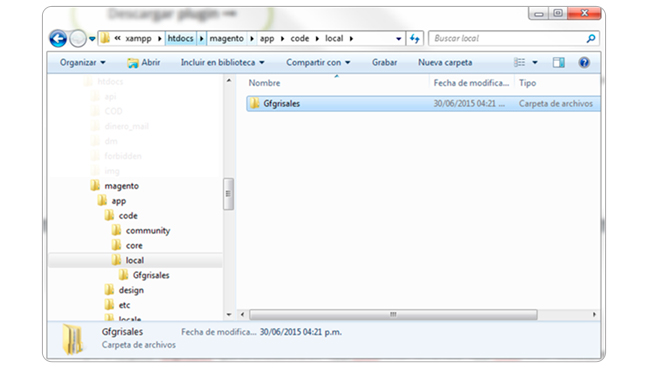 Descargar plugin
« xampp htdocs magento app code local
Buscar local
Organizar Abrir Incluir en biblioteca Compartir con Grabar Nueva carpeta
Nombre Fecha de modifica... Tipo
Gfgrisales 30/06/2015 04:21 ... Carpeta de archivos
htdocs
api
COD
dinero_mail
dmc
forbidden
img
magento
app
code
community
core
local
Gfgrisales
design
etc
locale
Gfgrisales Fecha de modifica... 30/06/2015 04:21 p.m.
Carpeta de archivos